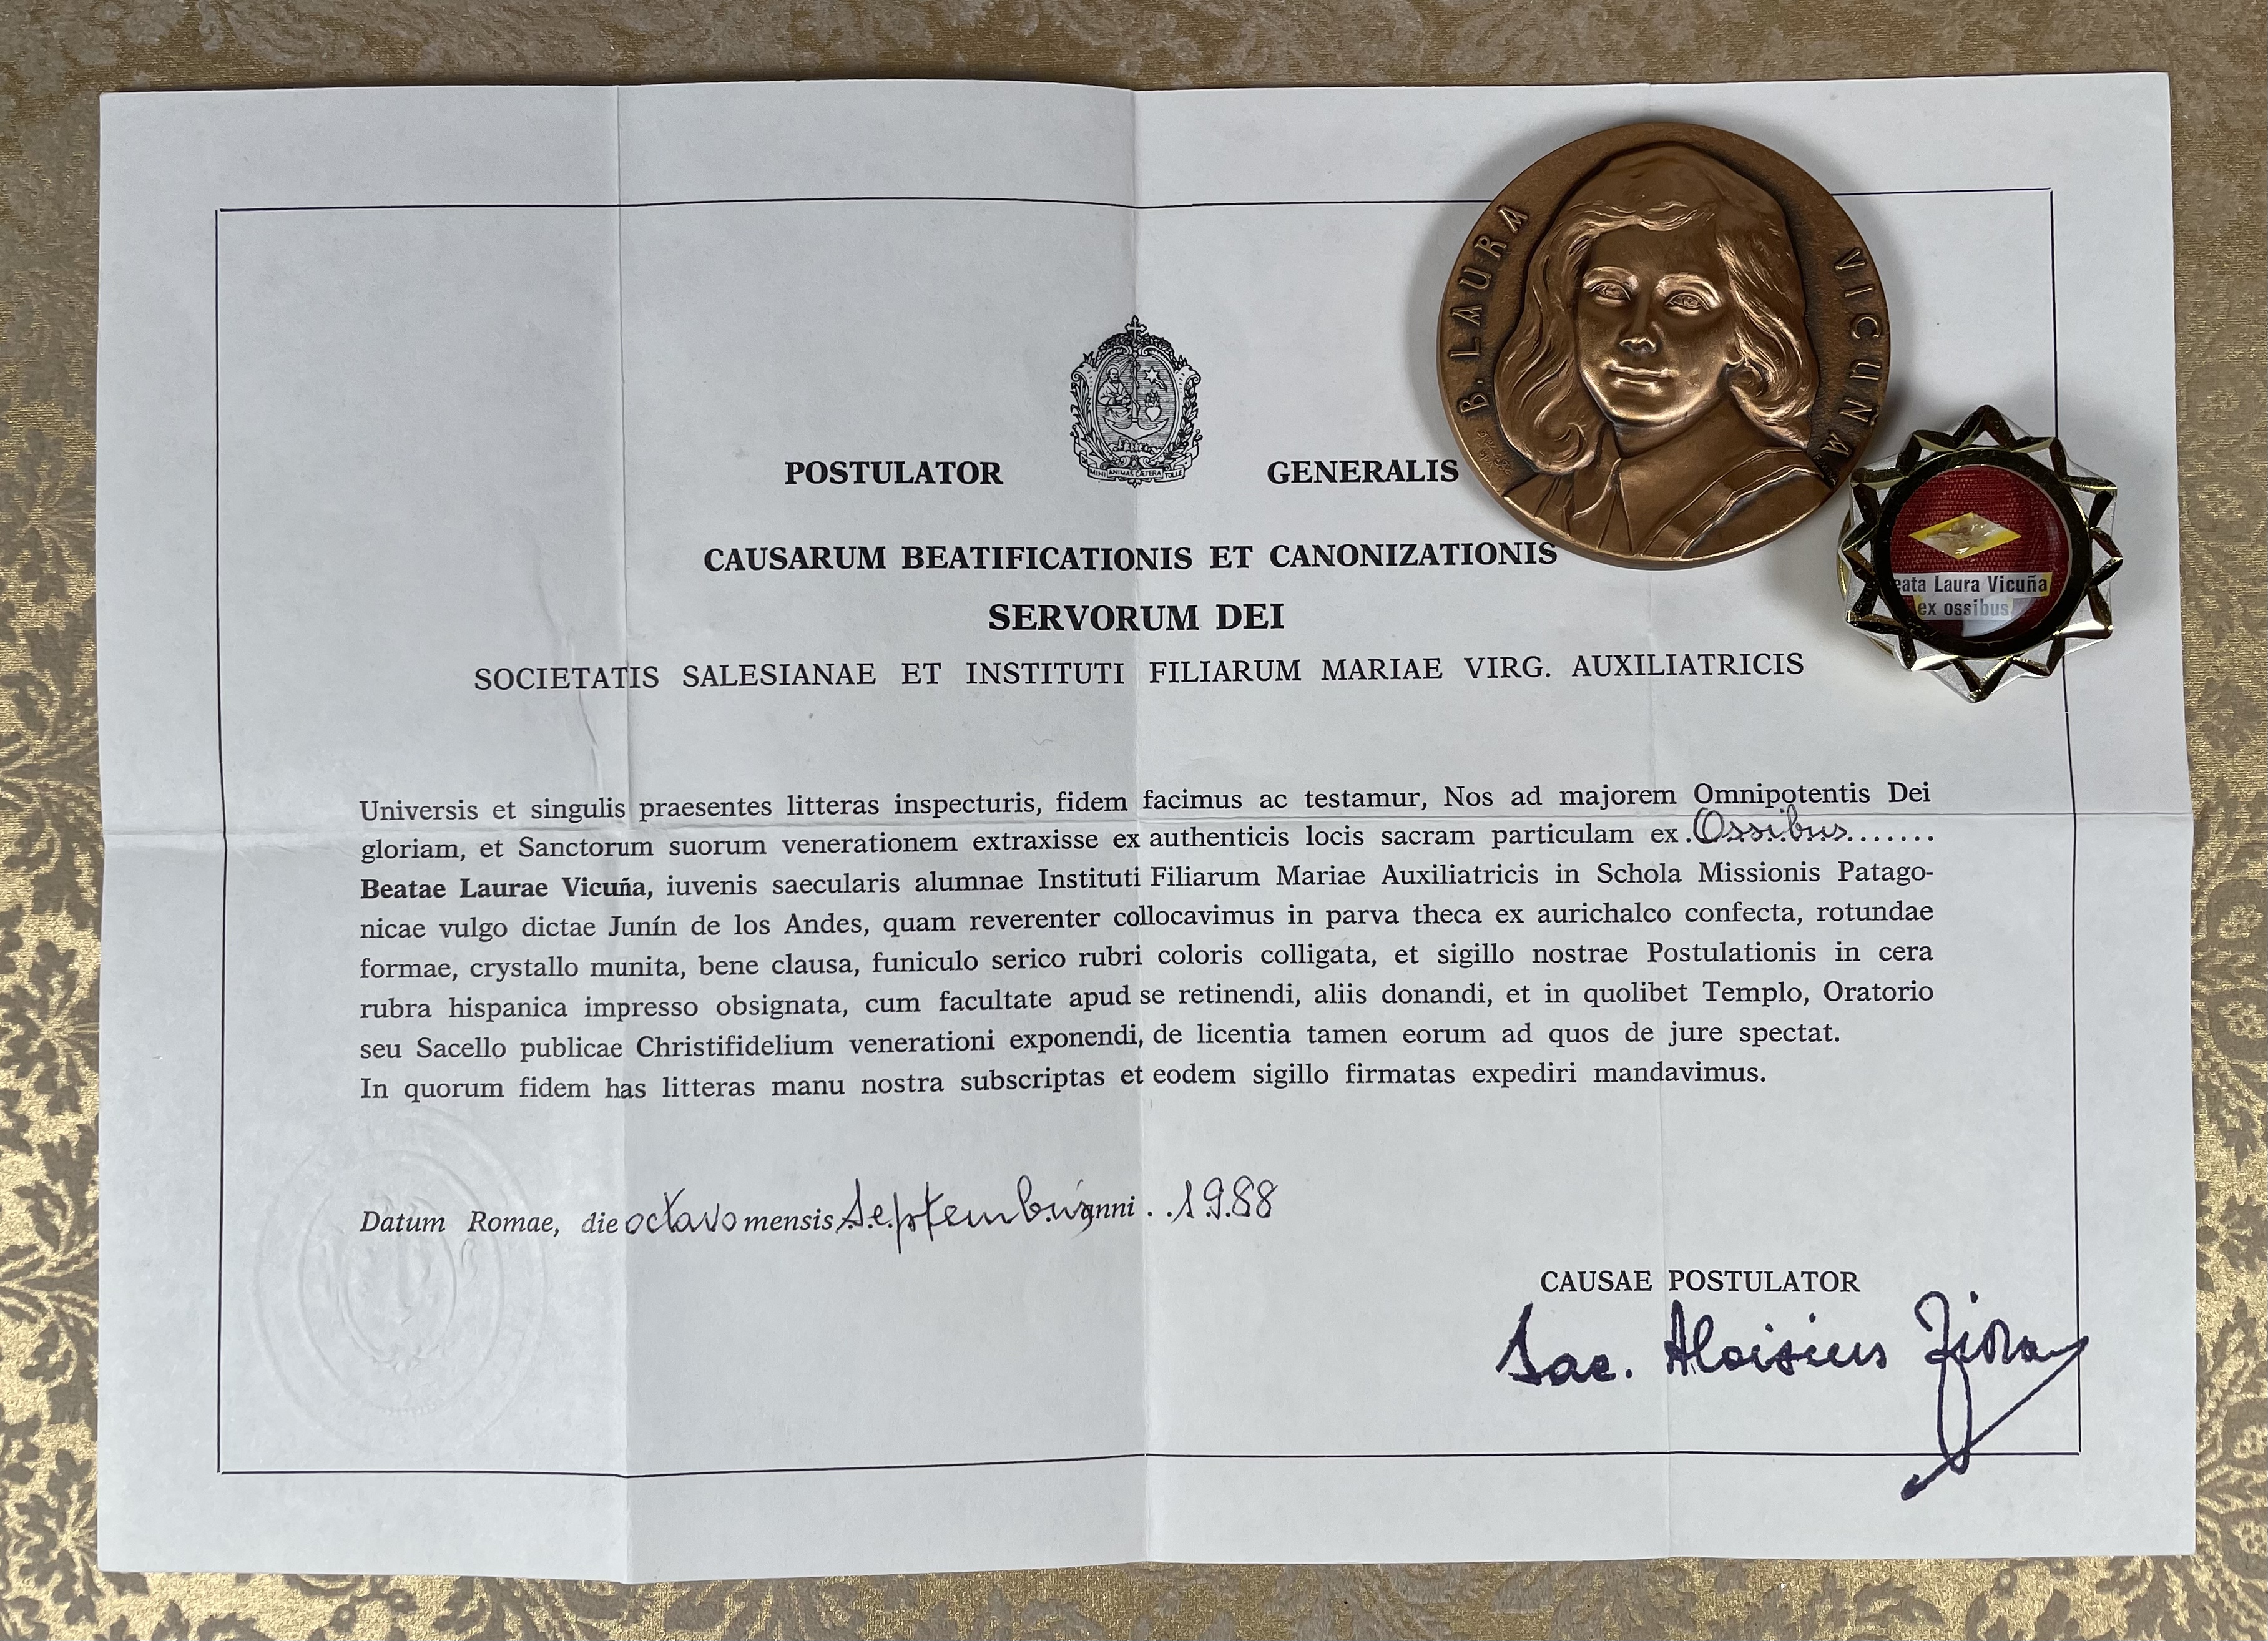 B. LAURA VICUÑA
MIHI ANIMAS CÆTERA TOLLE
POSTULATOR GENERALIS
CAUSARUM BEATIFICATIONIS ET CANONIZATIONIS
eata Laura Vicuña
ex ossibus
SERVORUM DEI
SOCIETATIS SALESIANAE ET INSTITUTI FILIARUM MARIAE VIRG. AUXILIATRICIS
Universis et singulis praesentes litteras inspecturis, fidem facimus ac testamur, Nos ad majorem Omnipotentis Dei
gloriam, et Sanctorum suorum venerationem extraxisse ex authenticis locis sacram particulam ex. Ossibus.......
Beatae Laurae Vicuña, iuvenis saecularis alumnae Instituti Filiarum Mariae Auxiliatricis in Schola Missionis Patago-
nicae vulgo dictae Junín de los Andes, quam reverenter collocavimus in parva theca ex aurichalco confecta, rotundae
formae, crystallo munita, bene clausa, funiculo serico rubri coloris colligata, et sigillo nostrae Postulationis in cera
rubra hispanica impresso obsignata, cum facultate apud se retinendi, aliis donandi, et in quolibet Templo, Oratorio
seu Sacello publicae Christifidelium venerationi exponendi, de licentia tamen eorum ad quos de jure spectat.
In quorum fidem has litteras manu nostra subscriptas et eodem sigillo firmatas expediri mandavimus.
Datum Romae, die octavo mensis Septembris anni . . 1988
CAUSAE POSTULATOR
Sac. Aloisius Fiora